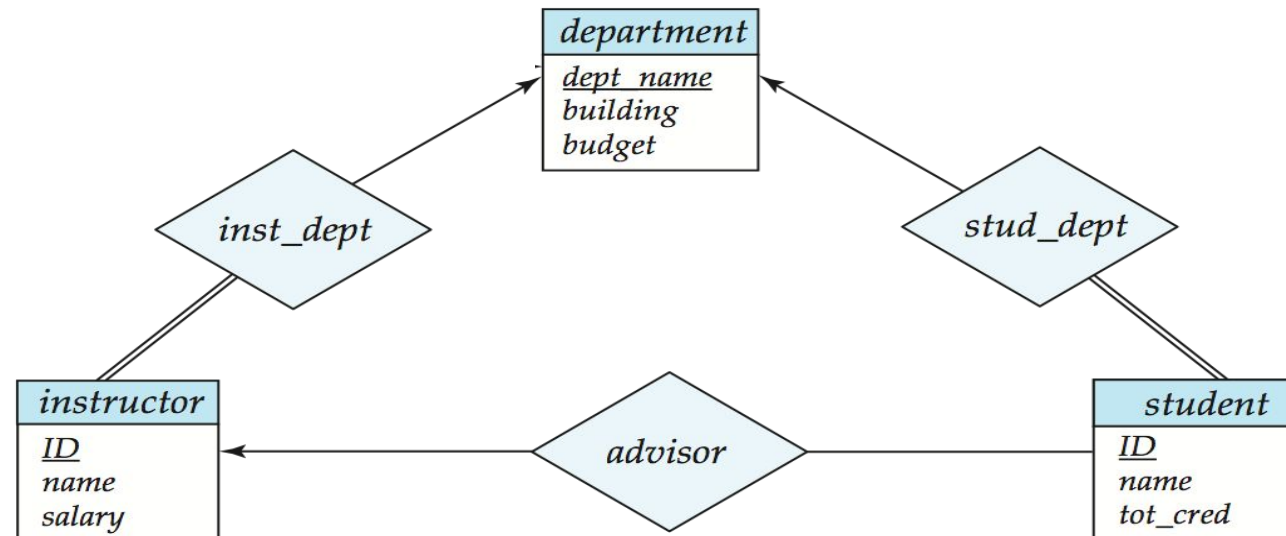 department
dept_name
building
budget
inst_dept
stud_dept
instructor
ID
name
salary
advisor
student
ID
name
tot_cred